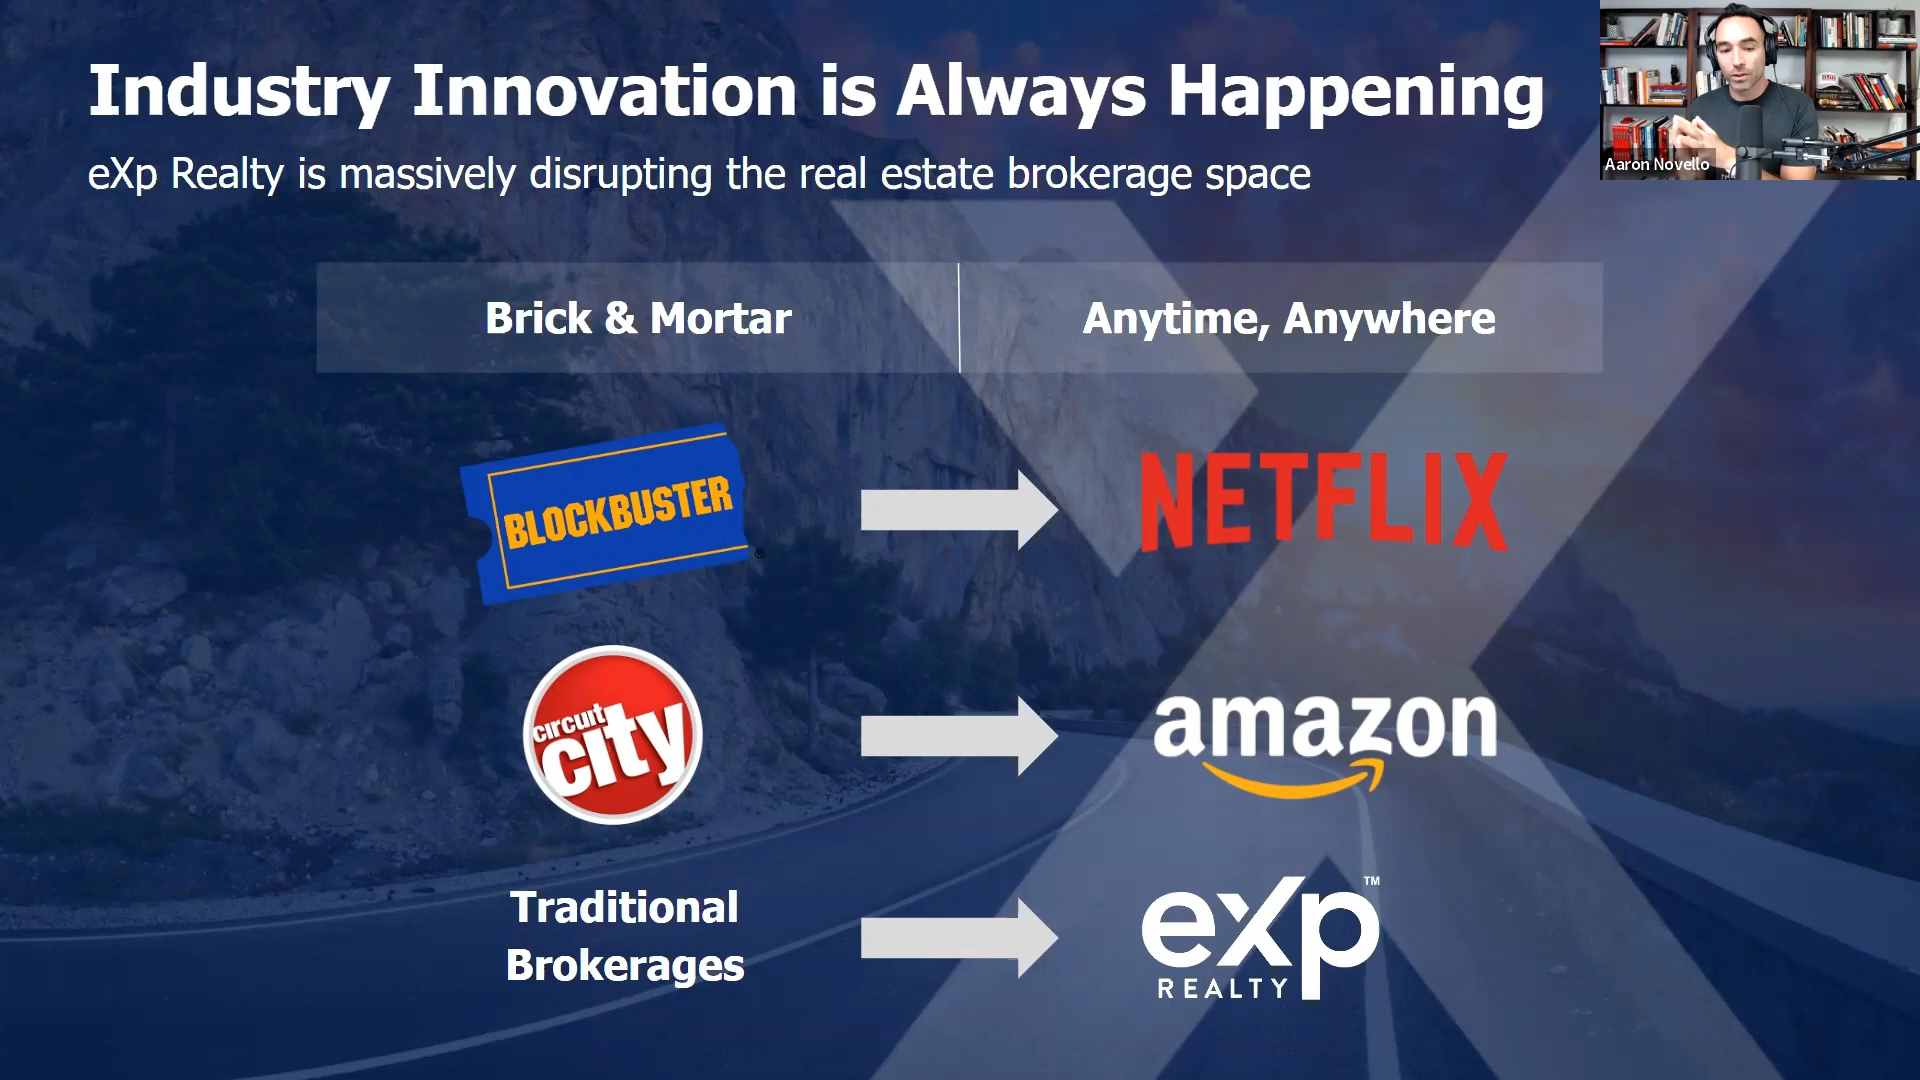 Industry Innovation is Always Happening
eXp Realty is massively disrupting the real estate brokerage space
Aaron Novello
Brick & Mortar
Anytime, Anywhere
BLOCKBUSTER
NETFLIX
circuit
city
amazon
Traditional
Brokerages
eXp™
REALTY